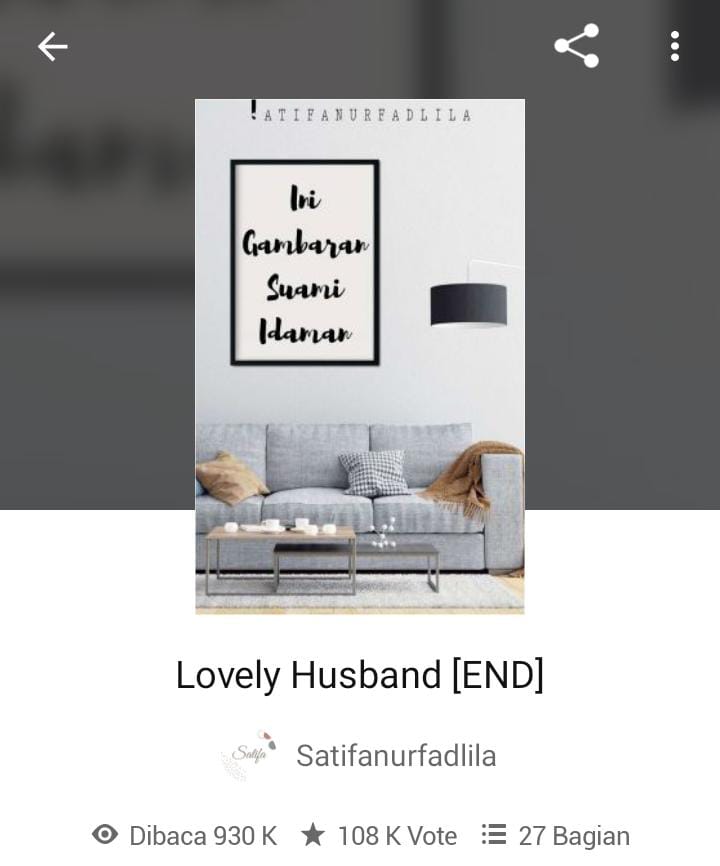 !ATIFANURFADLILA
Ini
Gambaran
Suami
Idaman
Lovely Husband [END]
Satifa
Satifanurfadlila
Dibaca 930 K
108 K Vote
27 Bagian